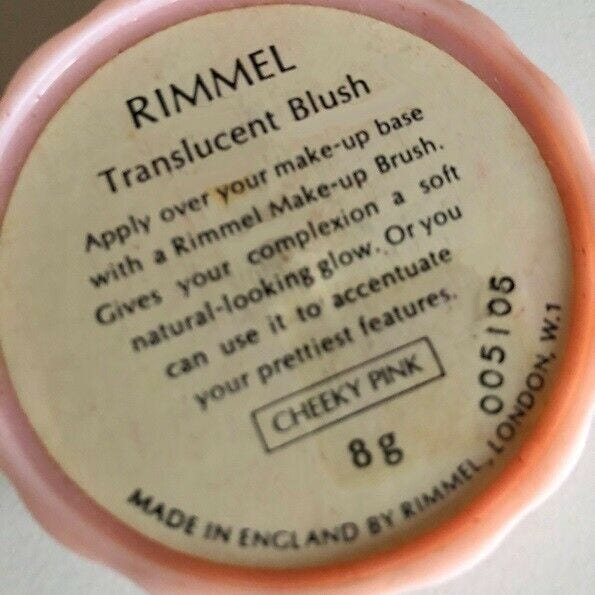 RIMMEL
Translucent Blush
Apply over your make-up base
with a Rimmel Make-up Brush.
Gives your complexion a soft
natural-looking glow. Or you
can use it to accentuate
your prettiest features.
CHEEKY PINK
8g
005105
MADE IN ENGLAND BY RIMMEL, LONDON, W.1